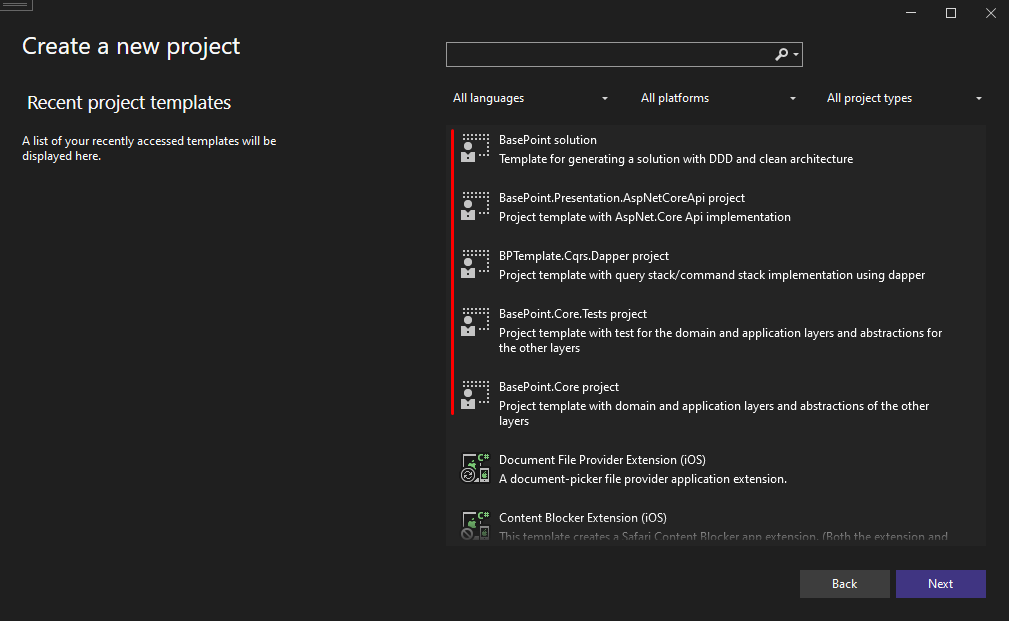 Create a new project
Recent project templates
A list of your recently accessed templates will be
displayed here.
All languages
All platforms
All project types
BasePoint solution
Template for generating a solution with DDD and clean architecture
BasePoint.Presentation.AspNetCoreApi project
Project template with AspNet.Core Api implementation
BPTemplate.Cqrs.Dapper project
Project template with query stack/command stack implementation using dapper
BasePoint.Core.Tests project
Project template with test for the domain and application layers and abstractions for
the other layers
BasePoint.Core project
Project template with domain and application layers and abstractions of the other
layers
C#
Document File Provider Extension (iOS)
A document-picker file provider application extension.
C#
Content Blocker Extension (iOS)
This template creates a Safari Content Blocker app extension. (Both the extension and
Back
Next